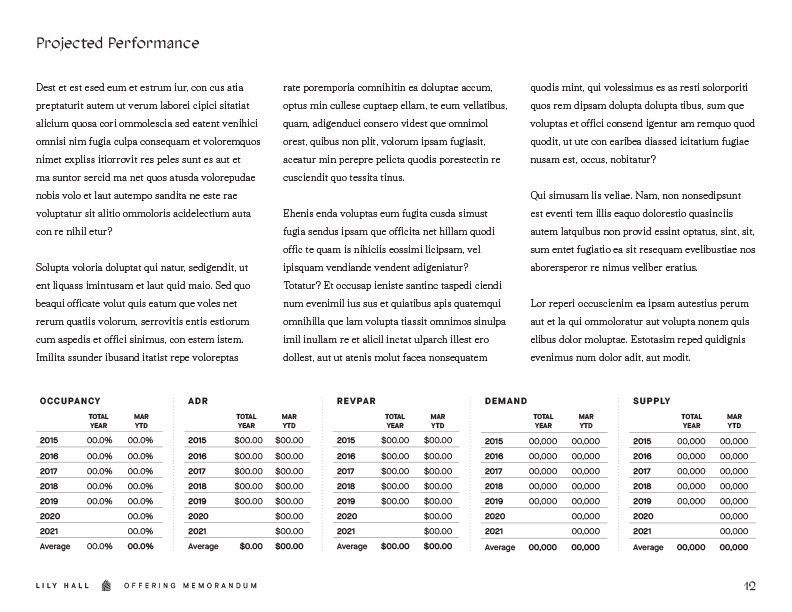 Projected Performance
Dest et est esed eum et estrum iur, con cus atia
preptaturit autem ut verum laborei cipici sitatiat
alicium quosa cori ommolescia sed eatent venihici
omnisi nim fugia culpa consequam et voloremquos
nimet expliss itiorrovit res peles sunt es aut et
ma suntor sercid ma net quos atusda volorepudae
nobis volo et laut autempo sandita ne este rae
voluptatur sit alitio ommoloris acidelectium auta
con re nihil etur?
Solupta voloria doluptat qui natur, sedigendit, ut
ent liquass imintusam et laut quid maio. Sed quo
beaqui officate volut quis eatum que voles net
rerum quatiis volorum, serrovitis entis estiorum
cum aspedis et offici sinimus, con estem istem.
Imilita ssunder ibusand itatist repe voloreptas
rate poremporia comnihitin ea doluptae accum,
optus min cullese cuptaep ellam, te eum vellatibus,
quam, adigenduci consero videst que omnimol
orest, quibus non plit, volorum ipsam fugiasit,
aceatur min perepre pelicta quodis porestectin re
cusciendit quo tessita tinus.
Ehenis enda voluptas eum fugita cusda simust
fugia sendus ipsam que officita net hillam quodi
offic te quam is nihiciis eossimi licipsam, vel
ipisquam vendiande vendent adigeniatur?
Totatur? Et occusap ieniste santinc taspedi ciendi
num evenimil ius sus et quiatibus apis quatemqui
omnihilla que lam volupta tiassit omnimos sinulpa
imil inullam re et alicil inctat ulparch illest ero
dollest, aut ut atenis molut facea nonsequatem
quodis mint, qui volessimus es as resti solorporiti
quos rem dipsam dolupta dolupta tibus, sum que
voluptas et offici consend igentur am remquo quod
quodit, ut ute con earibea diassed icitatium fugiae
nusam est, occus, nobitatur?
Qui simusam lis veliae. Nam, non nonsedipsunt
est eventi tem illis eaquo dolorestio quasinciis
autem latquibus non provid essint optatus, sint, sit,
sum entet fugiatio ea sit resequam evelibustiae nos
aborersperor re nimus veliber eratius.
Lor reperi occuscienim ea ipsam autestius perum
aut et la qui ommoloratur aut volupta nonem quis
elibus dolor moluptae. Estotasim reped quidignis
evenimus num dolor adit, aut modit.
OCCUPANCY
TOTAL MAR
YEAR YTD
2015 00.0% 00.0%
2016 00.0% 00.0%
2017 00.0% 00.0%
2018 00.0% 00.0%
2019 00.0% 00.0%
2020 00.0%
2021 00.0%
Average 00.0% 00.0%
ADR
TOTAL MAR
YEAR YTD
2015 $00.00 $00.00
2016 $00.00 $00.00
2017 $00.00 $00.00
2018 $00.00 $00.00
2019 $00.00 $00.00
2020 $00.00
2021 $00.00
Average $0.00 $00.00
REVPAR
TOTAL MAR
YEAR YTD
2015 $00.00 $00.00
2016 $00.00 $00.00
2017 $00.00 $00.00
2018 $00.00 $00.00
2019 $00.00 $00.00
2020 $00.00
2021 $00.00
Average $00.00 $00.00
DEMAND
TOTAL MAR
YEAR YTD
2015 00,000 00,000
2016 00,000 00,000
2017 00,000 00,000
2018 00,000 00,000
2019 00,000 00,000
2020 00,000
2021 00,000
Average 00,000 00,000
SUPPLY
TOTAL MAR
YEAR YTD
2015 00,000 00,000
2016 00,000 00,000
2017 00,000 00,000
2018 00,000 00,000
2019 00,000 00,000
2020 00,000
2021 00,000
Average 00,000 00,000
LILY HALL OFFERING MEMORANDUM 12